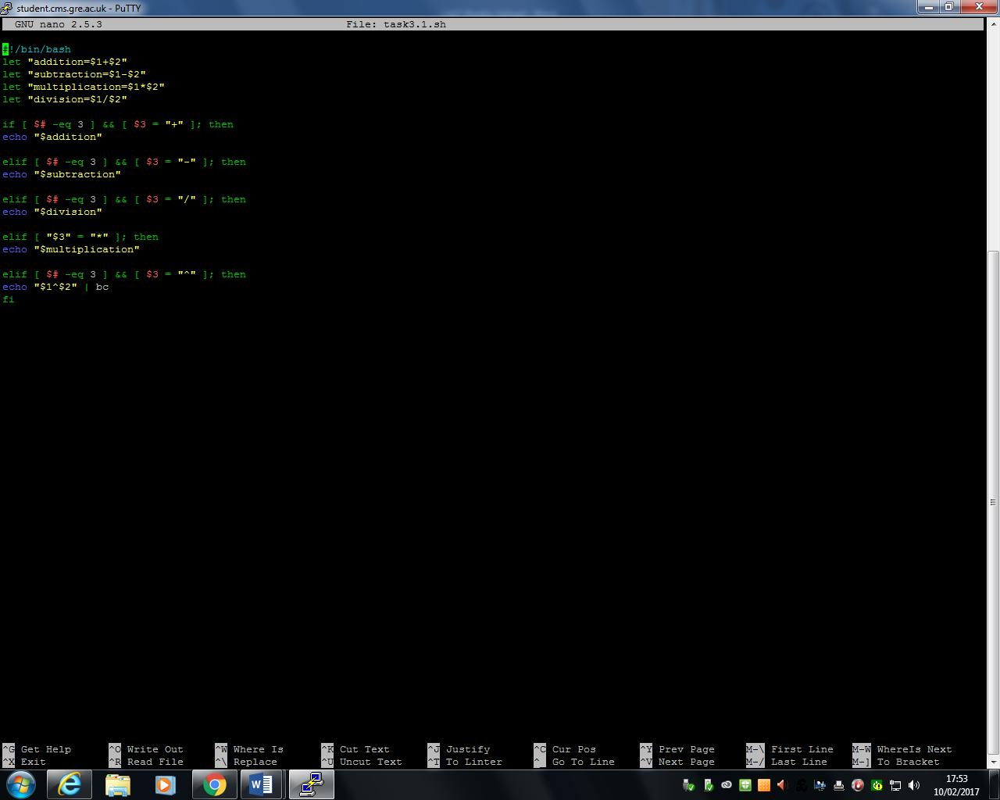 student.cms.gre.ac.uk - PuTTY
GNU nano 2.5.3 File: task3.1.sh
#!/bin/bash
let "addition=$1+$2"
let "subtraction=$1-$2"
let "multiplication=$1*$2"
let "division=$1/$2"
if [ $# -eq 3 ] && [ $3 = "+" ]; then
echo "$addition"
elif [ $# -eq 3 ] && [ $3 = "-" ]; then
echo "$subtraction"
elif [ $# -eq 3 ] && [ $3 = "/" ]; then
echo "$division"
elif [ "$3" = "*" ]; then
echo "$multiplication"
elif [ $# -eq 3 ] && [ $3 = "^" ]; then
echo "$1^$2" | bc
fi
^G Get Help ^O Write Out ^W Where Is ^K Cut Text ^J Justify ^C Cur Pos ^Y Prev Page M-\ First Line M-W WhereIs Next
^X Exit ^R Read File ^\ Replace ^U Uncut Text ^T To Linter ^_ Go To Line ^V Next Page M-/ Last Line M-] To Bracket
17:53
10/02/2017